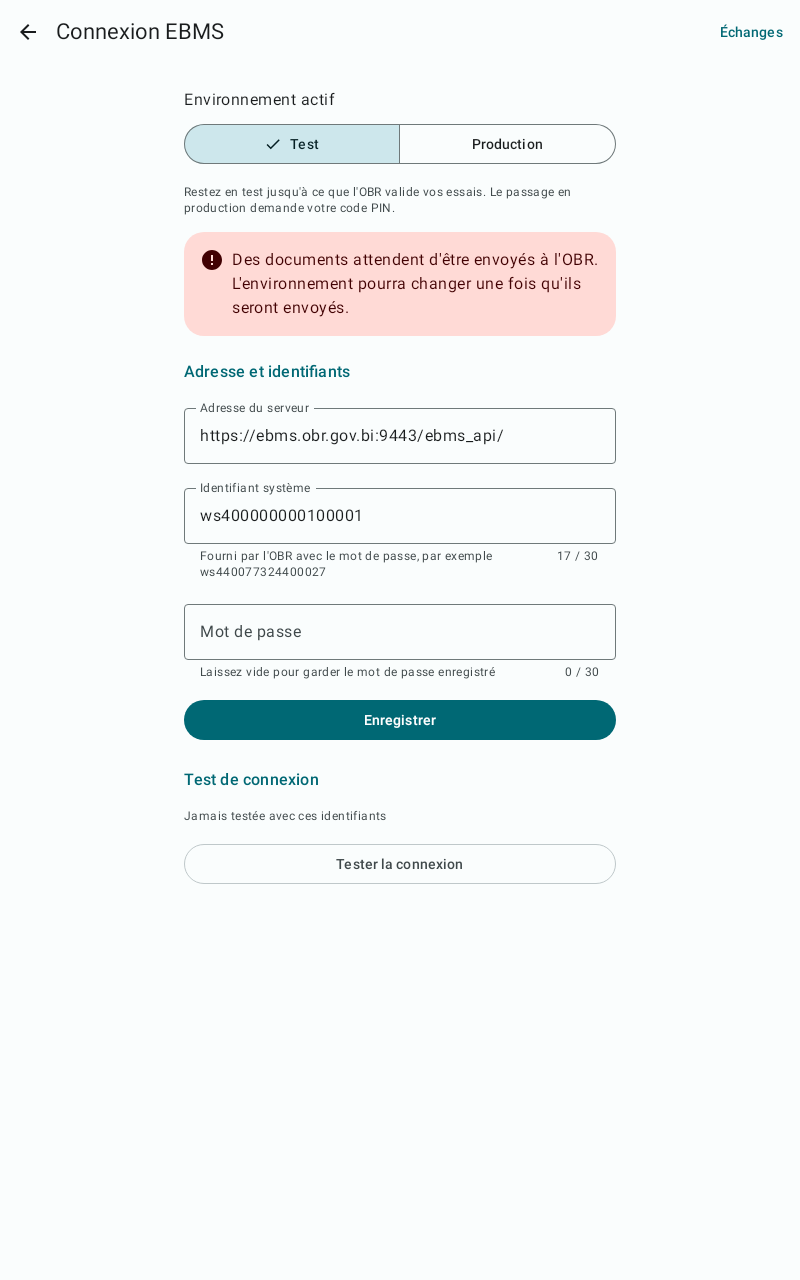 Connexion EBMS
Échanges
Environnement actif
Test
Production
Restez en test jusqu'à ce que l'OBR valide vos essais. Le passage en
production demande votre code PIN.
Des documents attendent d'être envoyés à l'OBR.
L'environnement pourra changer une fois qu'ils
seront envoyés.
Adresse et identifiants
Adresse du serveur
https://ebms.obr.gov.bi:9443/ebms_api/
Identifiant système
ws400000000100001
Fourni par l'OBR avec le mot de passe, par exemple
ws440077324400027
17 / 30
Mot de passe
Laissez vide pour garder le mot de passe enregistré
0 / 30
Enregistrer
Test de connexion
Jamais testée avec ces identifiants
Tester la connexion